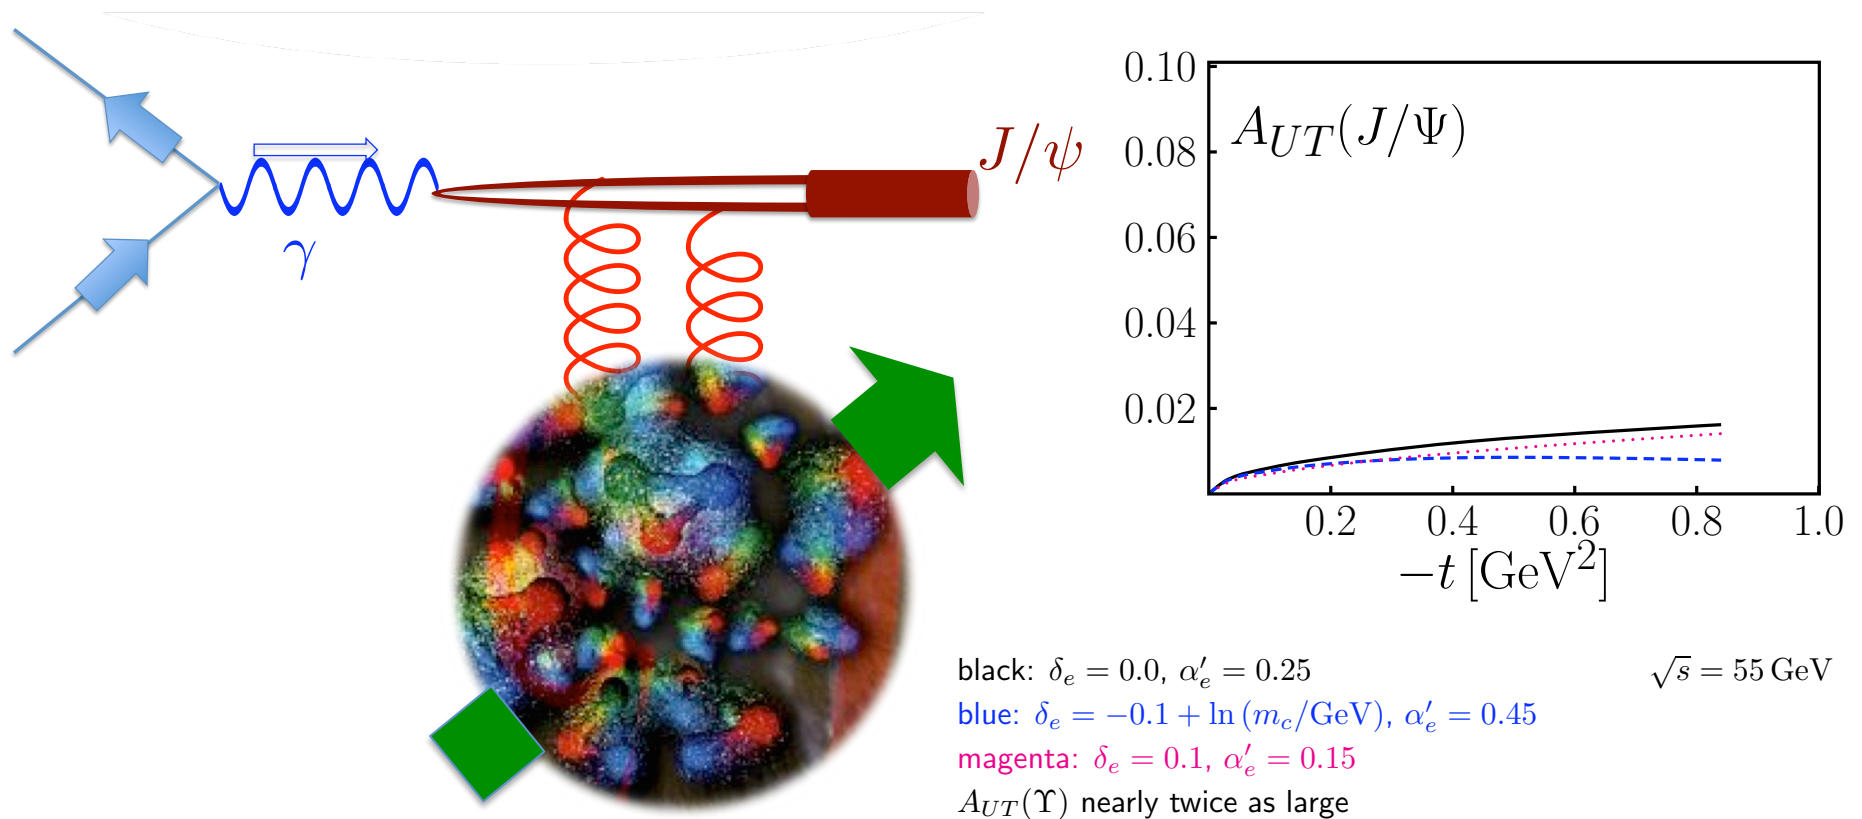 γ
J/ψ
A_{UT}(J/Ψ)
0.10
0.08
0.06
0.04
0.02
0.2 0.4 0.6 0.8 1.0
−t [GeV²]
black: δ_e = 0.0, α′_e = 0.25 √s = 55 GeV
blue: δ_e = −0.1 + ln (m_c/GeV), α′_e = 0.45
magenta: δ_e = 0.1, α′_e = 0.15
A_{UT}(Υ) nearly twice as large